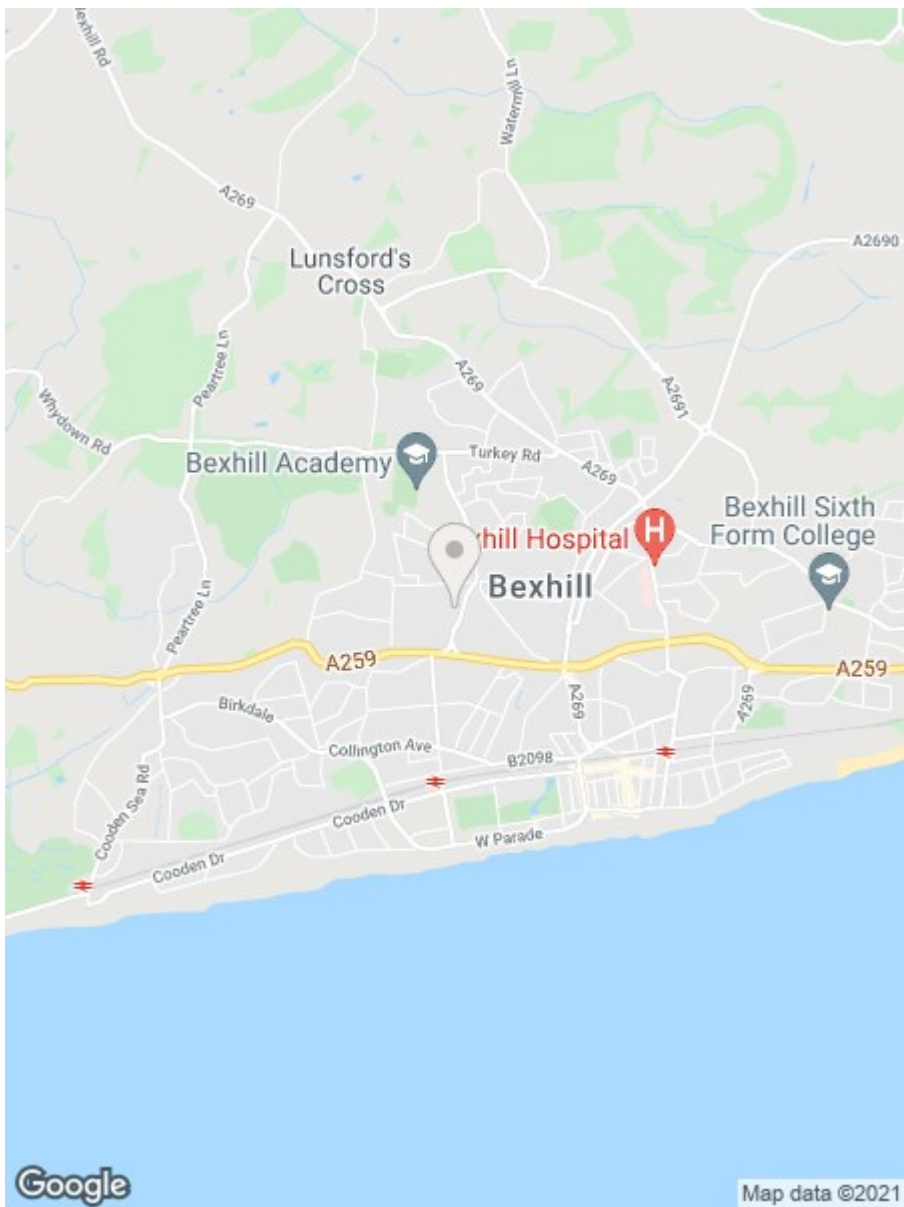 Bexhill Rd
Watermill Ln
A269
A2690
Lunsford's
Cross
Peartree Ln
A269
A2691
Whydown Rd
Turkey Rd
Bexhill Academy
A269
Bexhill Sixth
Form College
xhill Hospital
H
Bexhill
Peartree Ln
A259
A259
Birkdale
A269
A269
Collington Ave
B2098
Cooden Sea Rd
Cooden Dr
W Parade
Cooden Dr
Google
Map data ©2021